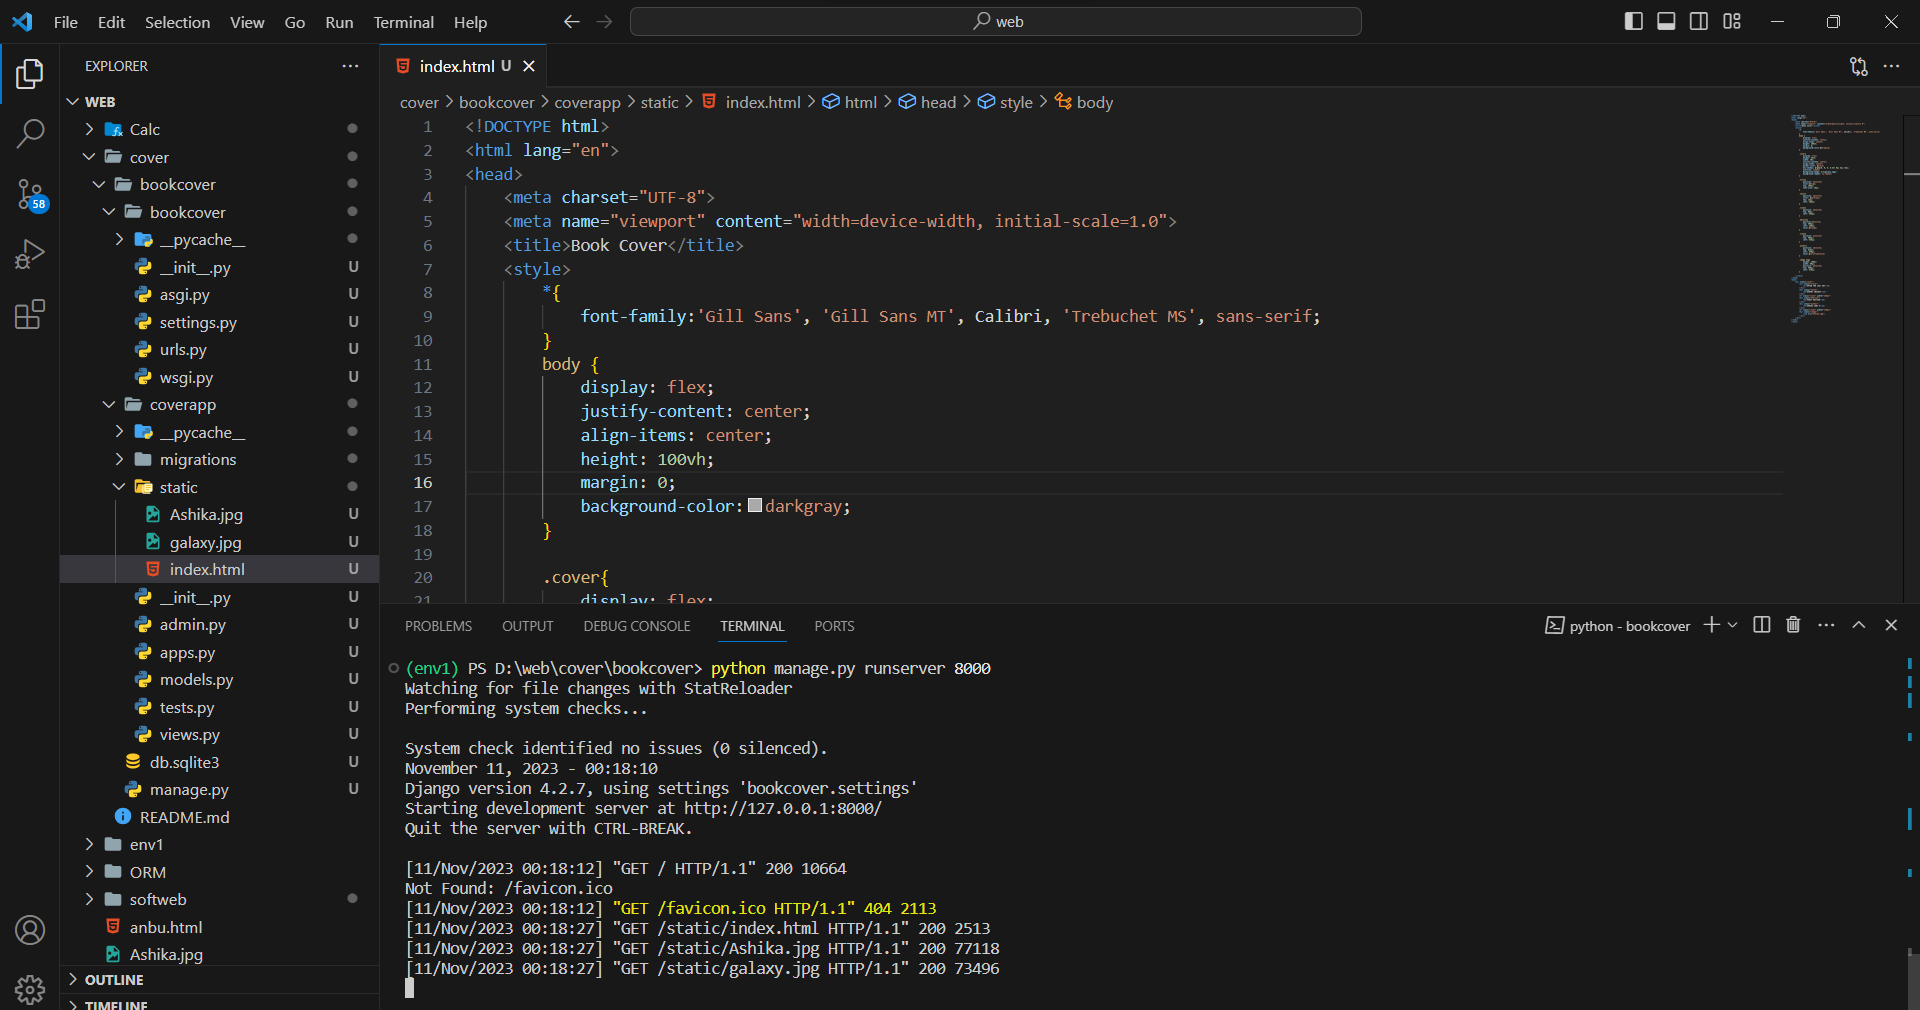 File Edit Selection View Go Run Terminal Help
web
EXPLORER
WEB
Calc
cover
bookcover
bookcover
__pycache__
__init__.py U
asgi.py U
settings.py U
urls.py U
wsgi.py U
coverapp
__pycache__
migrations
static
Ashika.jpg U
galaxy.jpg U
index.html U
__init__.py U
admin.py U
apps.py U
models.py U
tests.py U
views.py U
db.sqlite3 U
manage.py U
README.md
env1
ORM
softweb
anbu.html
Ashika.jpg
OUTLINE
TIMELINE
58
index.html U
cover > bookcover > coverapp > static > index.html > html > head > style > body
1 <!DOCTYPE html>
2 <html lang="en">
3 <head>
4 <meta charset="UTF-8">
5 <meta name="viewport" content="width=device-width, initial-scale=1.0">
6 <title>Book Cover</title>
7 <style>
8 *{
9 font-family:'Gill Sans', 'Gill Sans MT', Calibri, 'Trebuchet MS', sans-serif;
10 }
11 body {
12 display: flex;
13 justify-content: center;
14 align-items: center;
15 height: 100vh;
16 margin: 0;
17 background-color: darkgray;
18 }
19
20 .cover{
21 display: flex;
PROBLEMS OUTPUT DEBUG CONSOLE TERMINAL PORTS
python - bookcover
(env1) PS D:\web\cover\bookcover> python manage.py runserver 8000
Watching for file changes with StatReloader
Performing system checks...
System check identified no issues (0 silenced).
November 11, 2023 - 00:18:10
Django version 4.2.7, using settings 'bookcover.settings'
Starting development server at http://127.0.0.1:8000/
Quit the server with CTRL-BREAK.
[11/Nov/2023 00:18:12] "GET / HTTP/1.1" 200 10664
Not Found: /favicon.ico
[11/Nov/2023 00:18:12] "GET /favicon.ico HTTP/1.1" 404 2113
[11/Nov/2023 00:18:27] "GET /static/index.html HTTP/1.1" 200 2513
[11/Nov/2023 00:18:27] "GET /static/Ashika.jpg HTTP/1.1" 200 77118
[11/Nov/2023 00:18:27] "GET /static/galaxy.jpg HTTP/1.1" 200 73496